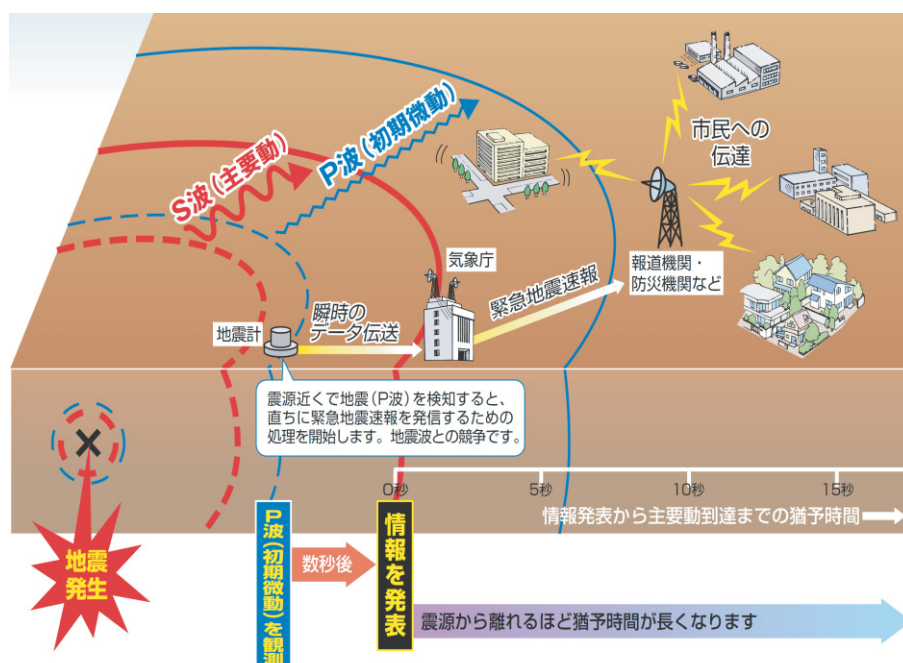 S波(主要動)
P波(初期微動)
市民への
伝達
気象庁
報道機関・
防災機関など
緊急地震速報
地震計
瞬時の
データ伝送
震源近くで地震(P波)を検知すると、
直ちに緊急地震速報を発信するための
処理を開始します。地震波との競争です。
0秒
5秒
10秒
15秒
情報発表から主要動到達までの猶予時間
地震
発生
P波(初期微動)を観測
数秒後
情報を発表
震源から離れるほど猶予時間が長くなります